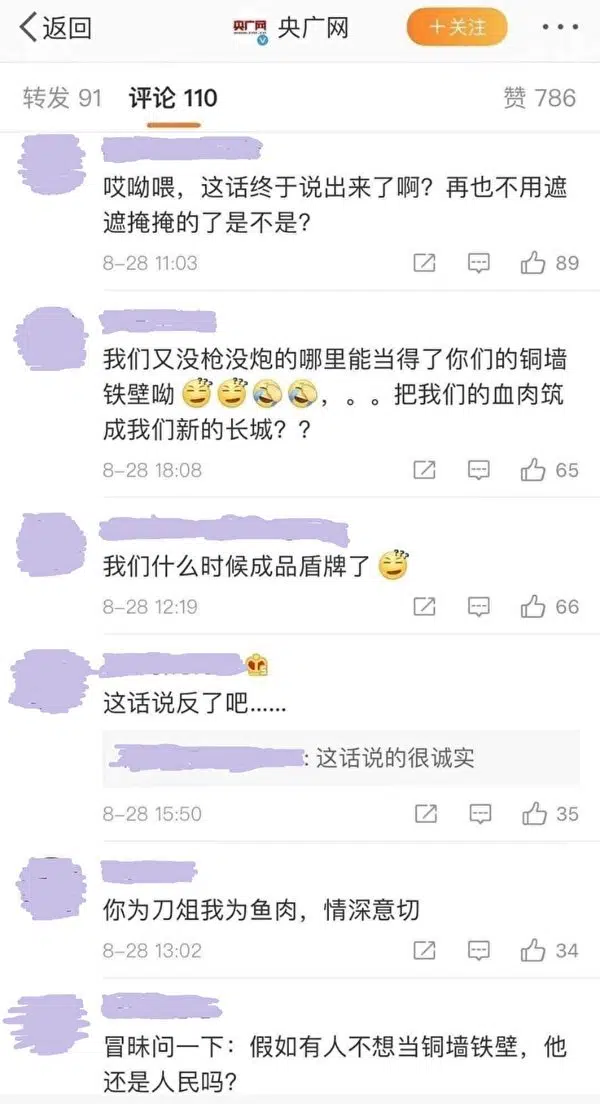 返回
央广网
央广网
＋关注
转发 91
评论 110
赞 786
哎呦喂，这话终于说出来了啊？再也不用遮
遮掩掩的了是不是？
8-28 11:03
89
我们又没枪没炮的哪里能当得了你们的铜墙
铁壁呦，。。把我们的血肉筑
成我们新的长城？？
8-28 18:08
65
我们什么时候成品盾牌了
8-28 12:19
66
这话说反了吧......
: 这话说的很诚实
8-28 15:50
35
你为刀俎我为鱼肉，情深意切
8-28 13:02
34
冒昧问一下：假如有人不想当铜墙铁壁，他
还是人民吗？